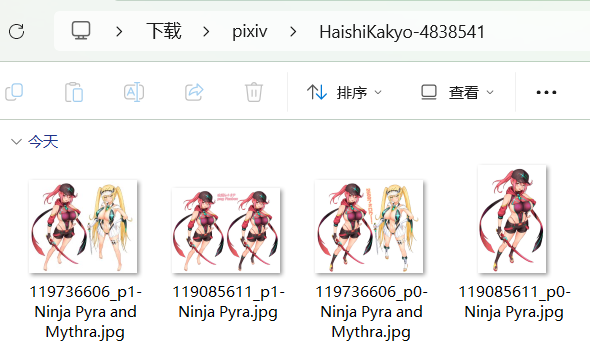 下载 pixiv HaishiKakyo-4838541
排序 查看
今天
119736606_p1-
Ninja Pyra and
Mythra.jpg
119085611_p1-
Ninja Pyra.jpg
119736606_p0-
Ninja Pyra and
Mythra.jpg
119085611_p0-
Ninja Pyra.jpg